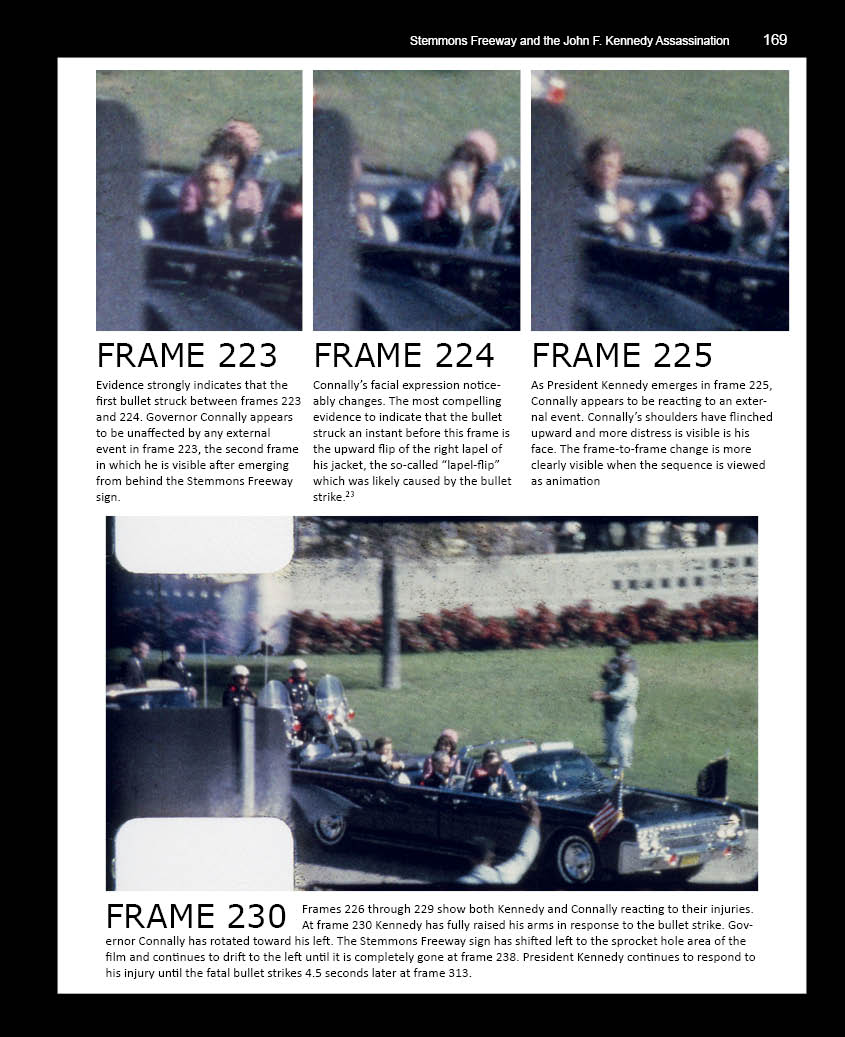 Stemmons Freeway and the John F. Kennedy Assassination 169
FRAME 223
Evidence strongly indicates that the
first bullet struck between frames 223
and 224. Governor Connally appears
to be unaffected by any external
event in frame 223, the second frame
in which he is visible after emerging
from behind the Stemmons Freeway
sign.
FRAME 224
Connally’s facial expression notice-
ably changes. The most compelling
evidence to indicate that the bullet
struck an instant before this frame is
the upward flip of the right lapel of
his jacket, the so-called “lapel-flip”
which was likely caused by the bullet
strike.23
FRAME 225
As President Kennedy emerges in frame 225,
Connally appears to be reacting to an exter-
nal event. Connally’s shoulders have flinched
upward and more distress is visible is his
face. The frame-to-frame change is more
clearly visible when the sequence is viewed
as animation
FRAME 230
Frames 226 through 229 show both Kennedy and Connally reacting to their injuries.
At frame 230 Kennedy has fully raised his arms in response to the bullet strike. Gov-
ernor Connally has rotated toward his left. The Stemmons Freeway sign has shifted left to the sprocket hole area of the
film and continues to drift to the left until it is completely gone at frame 238. President Kennedy continues to respond to
his injury until the fatal bullet strikes 4.5 seconds later at frame 313.